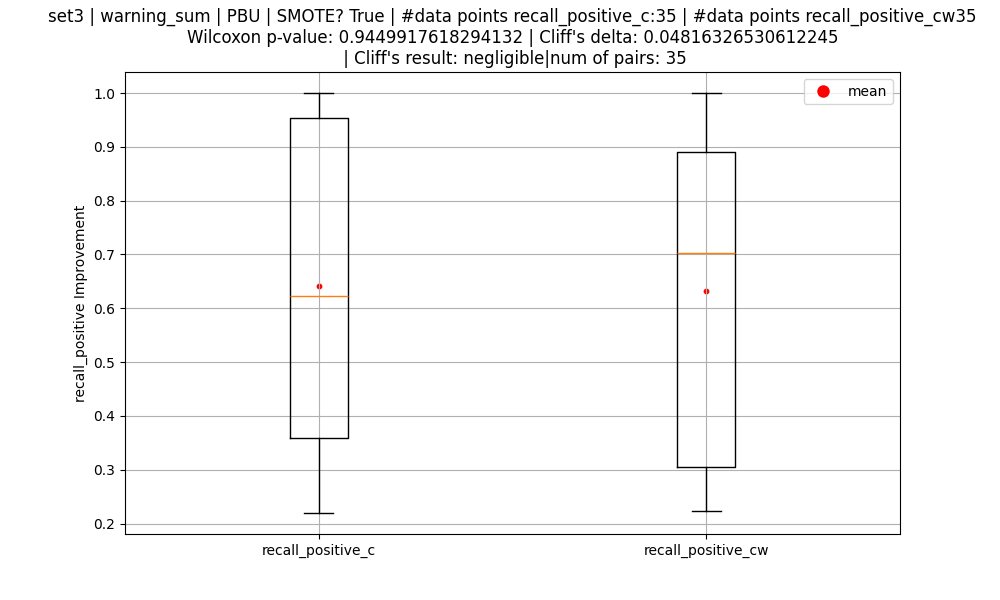 set3 | warning_sum | PBU | SMOTE? True | #data points recall_positive_c:35 | #data points recall_positive_cw35
Wilcoxon p-value: 0.9449917618294132 | Cliff's delta: 0.04816326530612245
| Cliff's result: negligible|num of pairs: 35
mean
1.0
0.9
0.8
0.7
0.6
0.5
0.4
0.3
0.2
recall_positive Improvement
recall_positive_c
recall_positive_cw